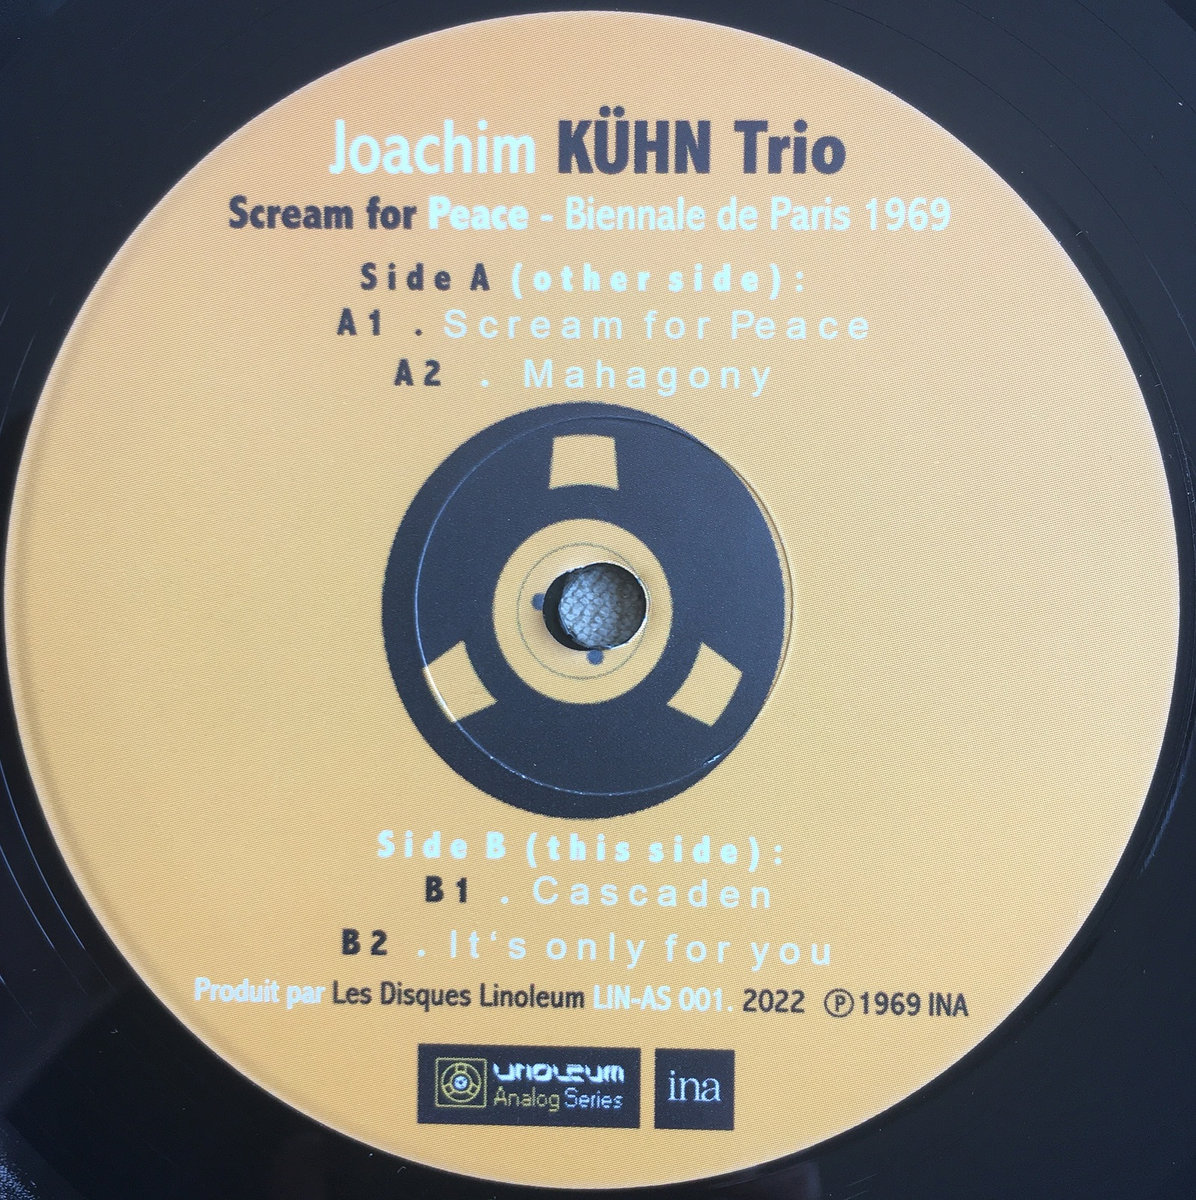 Joachim KÜHN Trio
Scream for Peace - Biennale de Paris 1969
Side A (other side):
A1 . Scream for Peace
A2 . Mahagony
Side B (this side):
B1 . Cascaden
B2 . It's only for you
Produit par Les Disques Linoleum LIN-AS 001. 2022 ℗ 1969 INA
LINOLEUM
Analog Series
ina